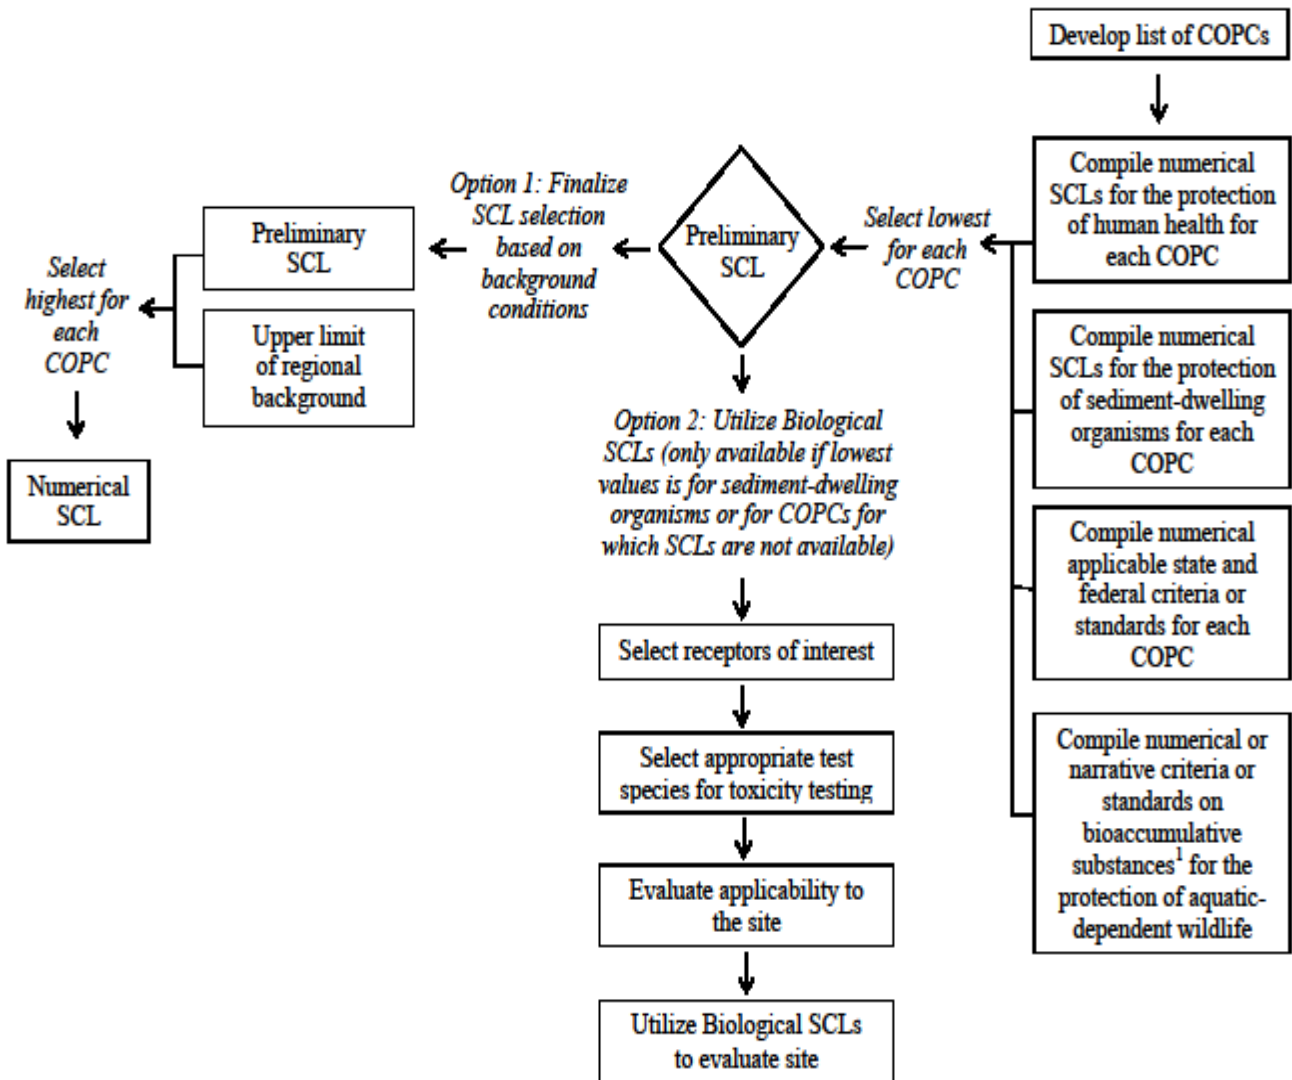 Develop list of COPCs
Compile numerical
SCLs for the protection
of human health for
each COPC
Compile numerical
SCLs for the protection
of sediment-dwelling
organisms for each
COPC
Compile numerical
applicable state and
federal criteria or
standards for each
COPC
Compile numerical or
narrative criteria or
standards on
bioaccumulative
substances¹ for the
protection of aquatic-
dependent wildlife
Select lowest
for each
COPC
Preliminary
SCL
Option 1: Finalize
SCL selection
based on
background
conditions
Preliminary
SCL
Upper limit
of regional
background
Select
highest for
each
COPC
Numerical
SCL
Option 2: Utilize Biological
SCLs (only available if lowest
values is for sediment-dwelling
organisms or for COPCs for
which SCLs are not available)
Select receptors of interest
Select appropriate test
species for toxicity testing
Evaluate applicability to
the site
Utilize Biological SCLs
to evaluate site